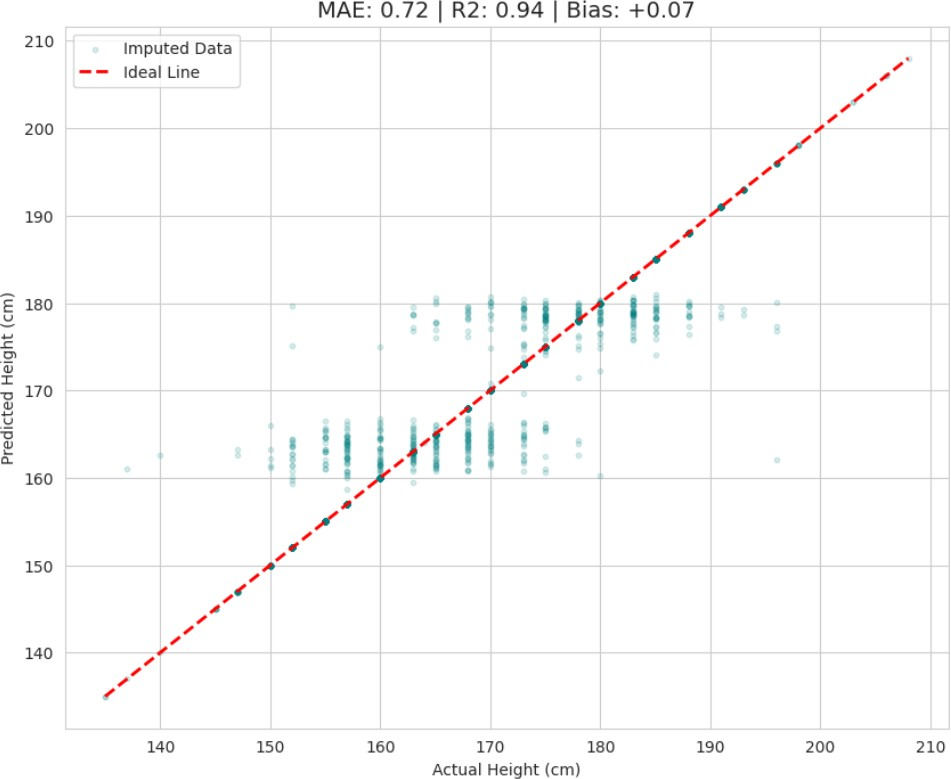 MAE: 0.72 | R2: 0.94 | Bias: +0.07
Imputed Data
Ideal Line
Predicted Height (cm)
210
200
190
180
170
160
150
140
140 150 160 170 180 190 200 210
Actual Height (cm)